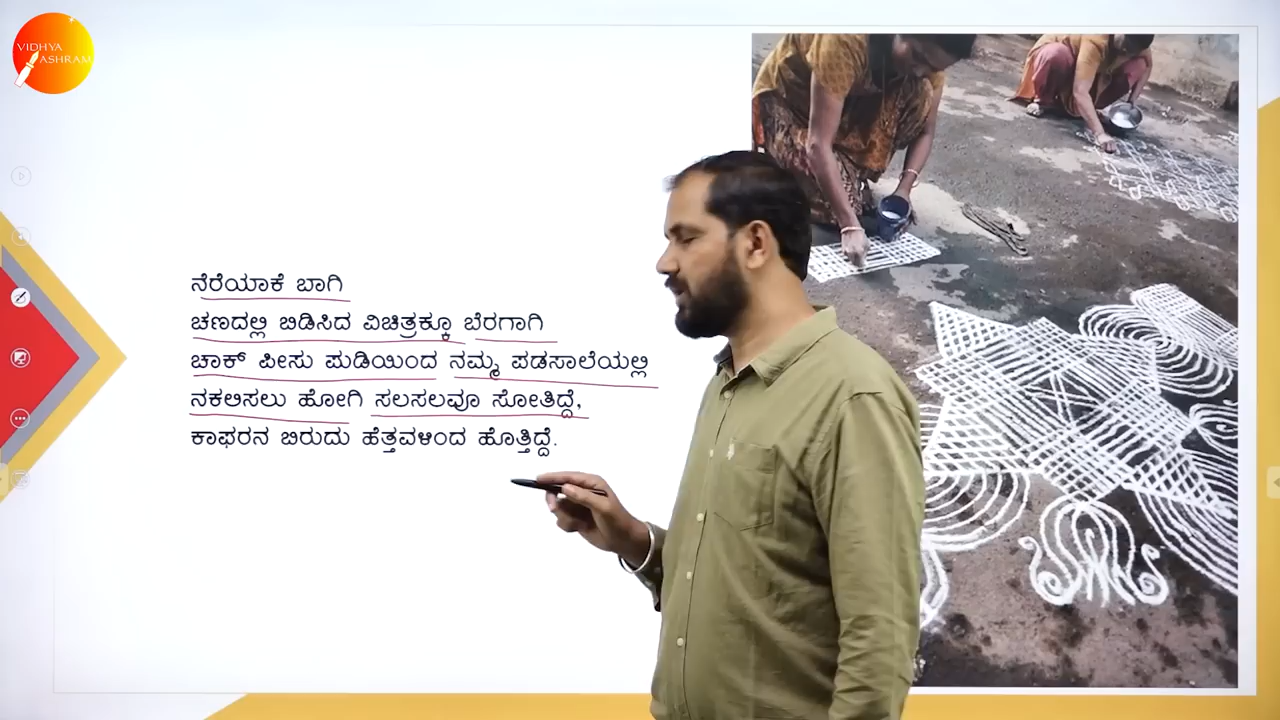 VIDHYA
ASHRAM
ನೆರೆಯಾಕೆ ಬಾಗಿ
ಚಣದಲ್ಲಿ ಬಿಡಿಸಿದ ವಿಚಿತ್ರಕ್ಕೂ ಬೆರಗಾಗಿ
ಚಾಕ್ ಪೀಸು ಪುಡಿಯಿಂದ ನಮ್ಮ ಪಡಸಾಲೆಯಲ್ಲಿ
ನಕಲಿಸಲು ಹೋಗಿ ಸಲಸಲವೂ ಸೋತಿದ್ದೆ,
ಕಾಫರನ ಬಿರುದು ಹೆತ್ತವಳಿಂದ ಹೊತ್ತಿದ್ದೆ.